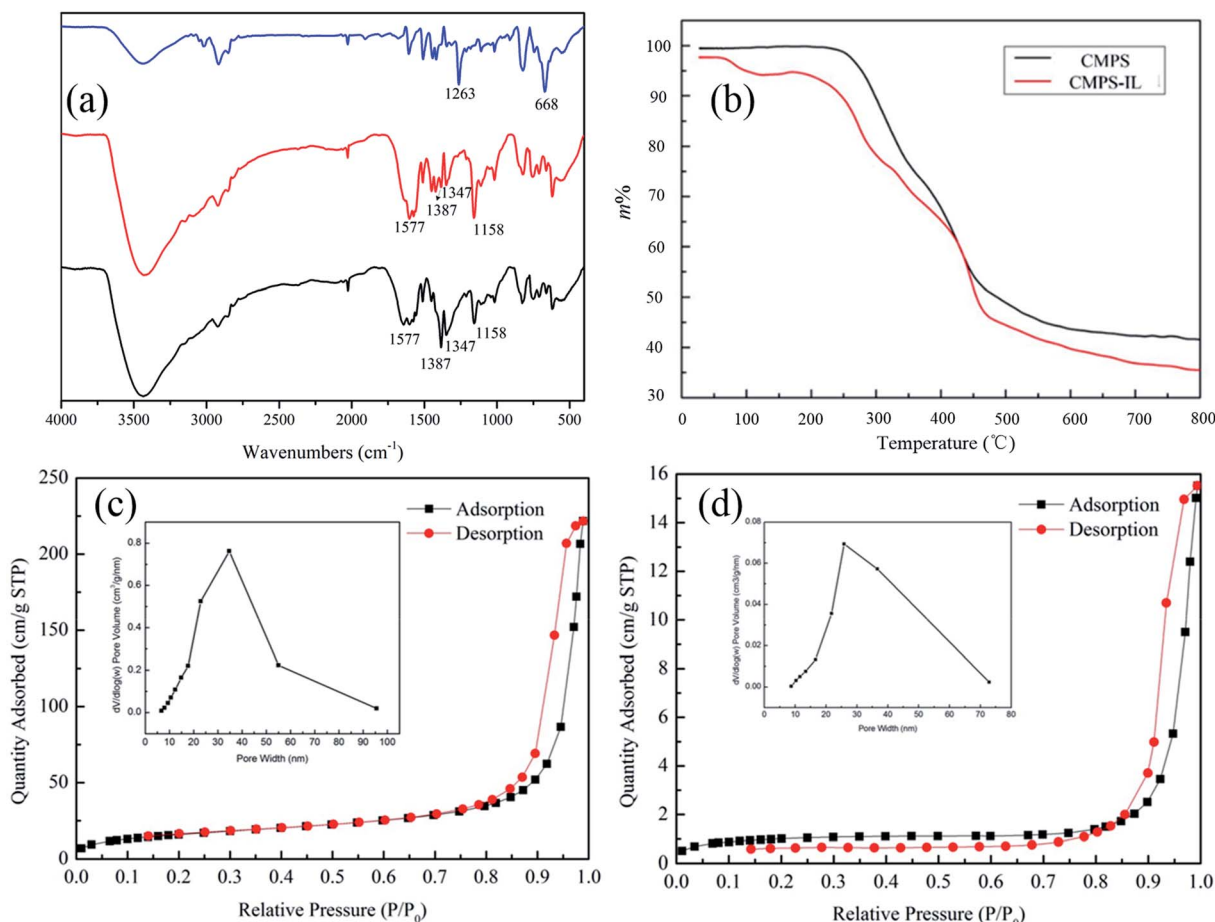 (a)
1263
668
1577
1387
1347
1158
1577
1387
1347
1158
4000 3500 3000 2500 2000 1500 1000 500
Wavenumbers (cm-1)
(b)
CMPS
CMPS-IL
100
90
80
70
60
50
40
30
m%
0 100 200 300 400 500 600 700 800
Temperature (℃)
(c)
Adsorption
Desorption
250
200
150
100
50
0
Quantity Adsorbed (cm/g STP)
0.8
0.6
0.4
0.2
0.0
dV/dlog(w) Pore Volume (cm³/g/nm)
0 10 20 30 40 50 60 70 80 90 100
Pore Width (nm)
0.0 0.1 0.2 0.3 0.4 0.5 0.6 0.7 0.8 0.9 1.0
Relative Pressure (P/P0)
(d)
Adsorption
Desorption
16
14
12
10
8
6
4
2
0
Quantity Adsorbed (cm/g STP)
0.08
0.06
0.04
0.02
0.00
dV/dlog(w) Pore Volume (cm3/g/nm)
0 10 20 30 40 50 60 70 80
Pore Width (nm)
0.0 0.1 0.2 0.3 0.4 0.5 0.6 0.7 0.8 0.9 1.0
Relative Pressure (P/P0)